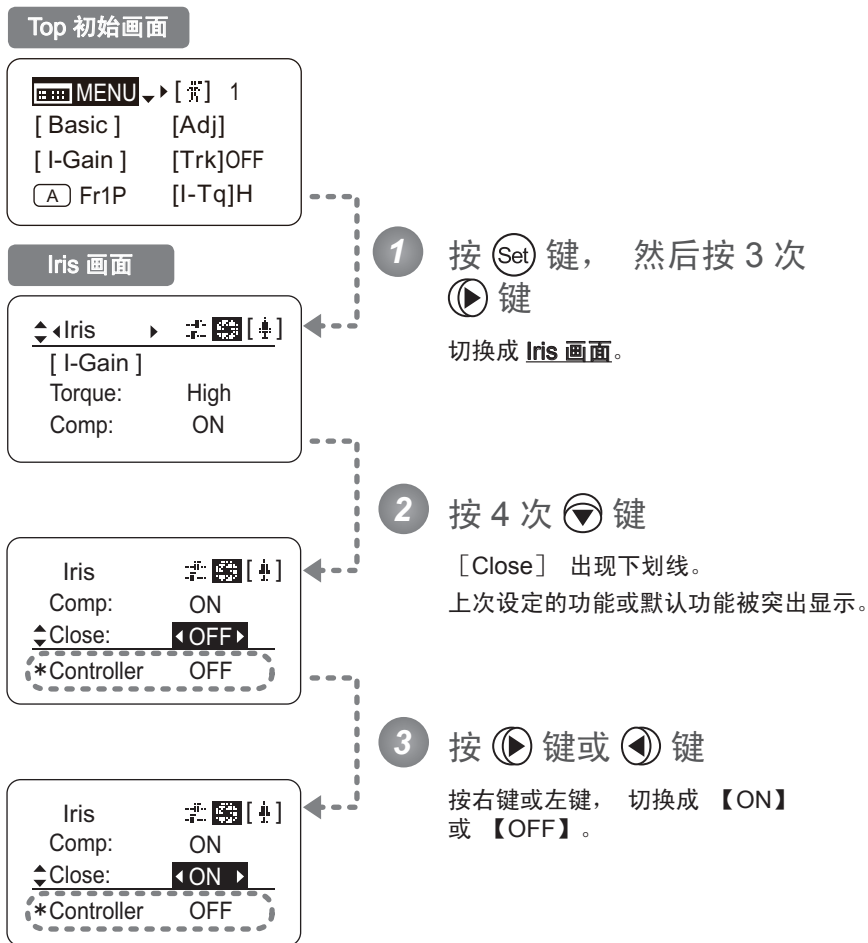 Top 初始画面
MENU [ ] 1
[ Basic ] [Adj]
[ I-Gain ] [Trk]OFF
A Fr1P [I-Tq]H
1 按 Set 键， 然后按 3 次
键
切换成 Iris 画面。
Iris 画面
Iris [ ]
[ I-Gain ]
Torque: High
Comp: ON
2 按 4 次 键
［Close］ 出现下划线。
上次设定的功能或默认功能被突出显示。
Iris [ ]
Comp: ON
Close: OFF
*Controller OFF
3 按 键或 键
按右键或左键， 切换成 【ON】
或 【OFF】。
Iris [ ]
Comp: ON
Close: ON
*Controller OFF